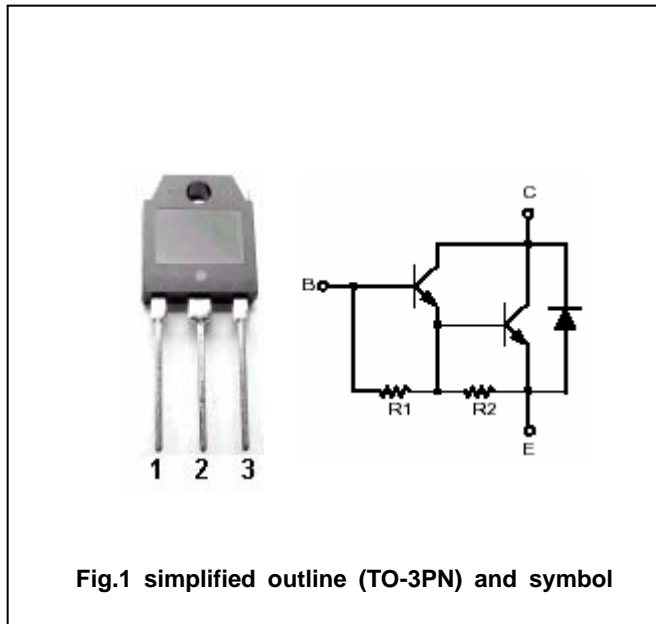 C
B
R1
R2
E
1 2 3
Fig.1 simplified outline (TO-3PN) and symbol